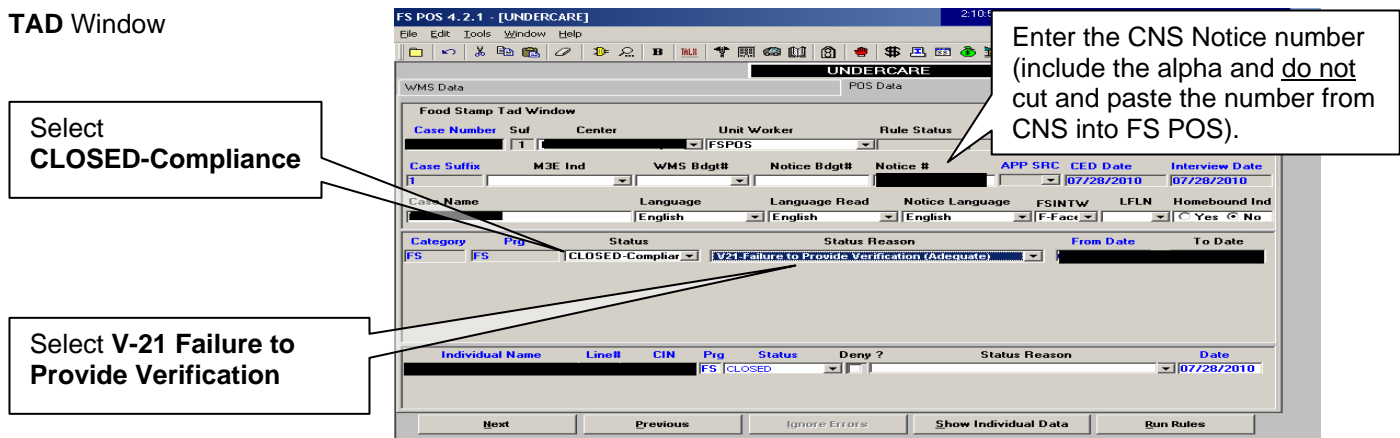 TAD Window
FS POS 4.2.1 - [UNDERCARE]
File Edit Tools Window Help
UNDERCARE
WMS Data POS Data
Enter the CNS Notice number
(include the alpha and do not
cut and paste the number from
CNS into FS POS).
Food Stamp Tad Window
Select
CLOSED-Compliance
Case Number Suf Center Unit Worker Rule Status
1 FSPOS
Case Suffix M3E Ind WMS Bdgt# Notice Bdgt# Notice # APP SRC CED Date Interview Date
1 07/28/2010 07/28/2010
Case Name Language Language Read Notice Language FSINTW LFLN Homebound Ind
English English English F-Face Yes No
Category Prg Status Status Reason From Date To Date
FS FS CLOSED-Compliar V21-Failure to Provide Verification (Adequate)
Select V-21 Failure to
Provide Verification
Individual Name Line# CIN Prg Status Deny ? Status Reason Date
FS CLOSED 07/28/2010
Next Previous Ignore Errors Show Individual Data Run Rules